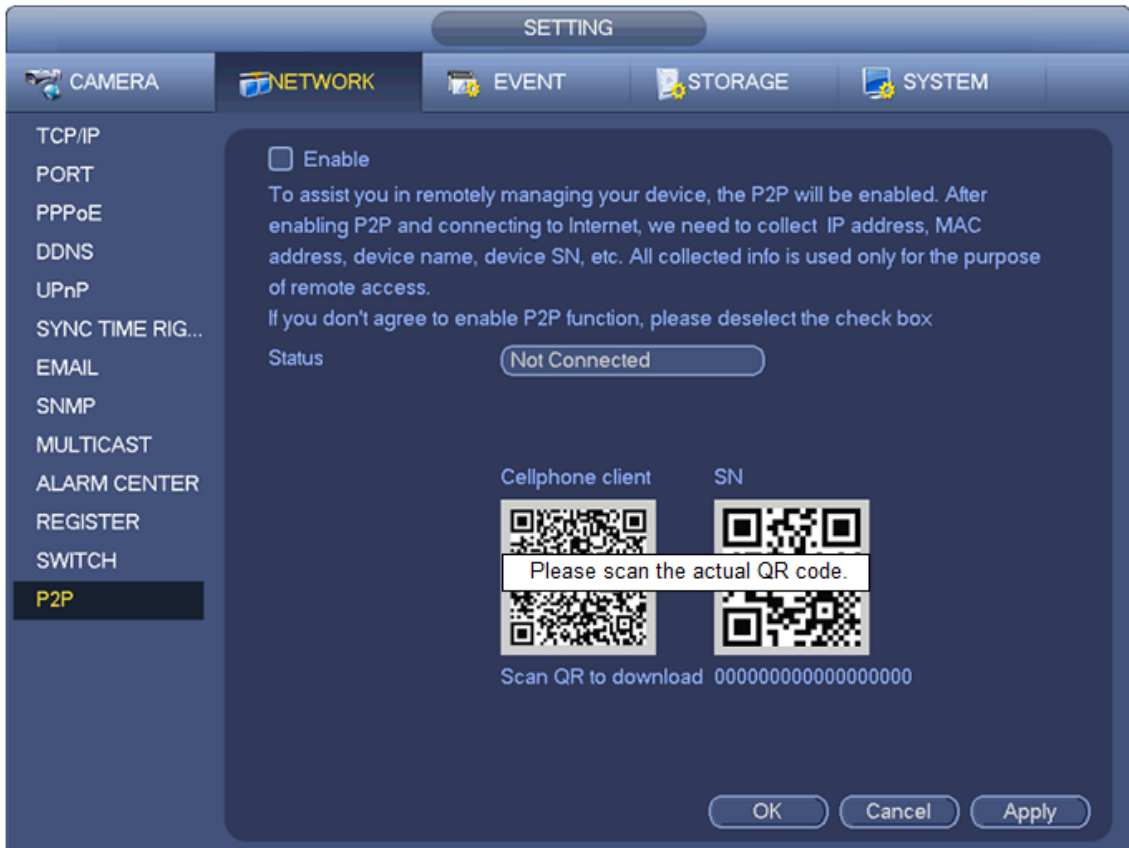 SETTING
CAMERA
NETWORK
EVENT
STORAGE
SYSTEM
TCP/IP
PORT
PPPoE
DDNS
UPnP
SYNC TIME RIG...
EMAIL
SNMP
MULTICAST
ALARM CENTER
REGISTER
SWITCH
P2P
Enable
To assist you in remotely managing your device, the P2P will be enabled. After
enabling P2P and connecting to Internet, we need to collect IP address, MAC
address, device name, device SN, etc. All collected info is used only for the purpose
of remote access.
If you don't agree to enable P2P function, please deselect the check box
Status
Not Connected
Cellphone client
SN
Please scan the actual QR code.
Scan QR to download
000000000000000000
OK
Cancel
Apply